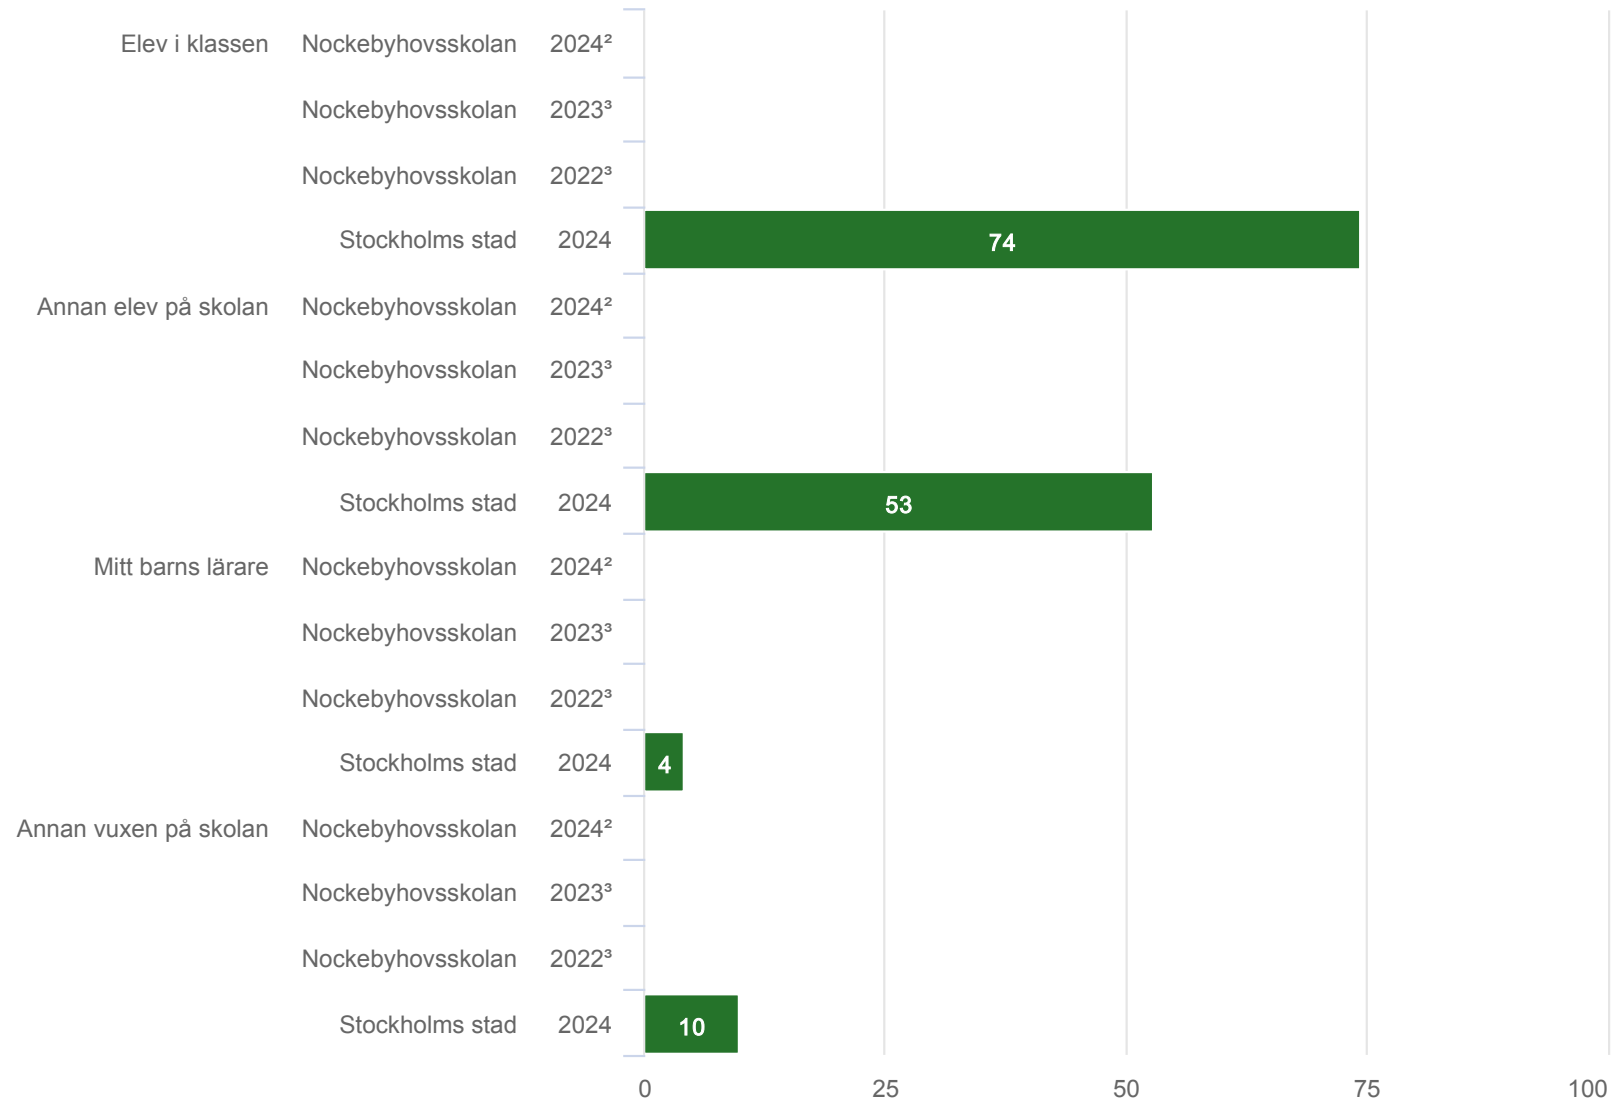 Elev i klassen Nockebyhovsskolan 2024²
Nockebyhovsskolan 2023³
Nockebyhovsskolan 2022³
Stockholms stad 2024 74
Annan elev på skolan Nockebyhovsskolan 2024²
Nockebyhovsskolan 2023³
Nockebyhovsskolan 2022³
Stockholms stad 2024 53
Mitt barns lärare Nockebyhovsskolan 2024²
Nockebyhovsskolan 2023³
Nockebyhovsskolan 2022³
Stockholms stad 2024 4
Annan vuxen på skolan Nockebyhovsskolan 2024²
Nockebyhovsskolan 2023³
Nockebyhovsskolan 2022³
Stockholms stad 2024 10
0 25 50 75 100